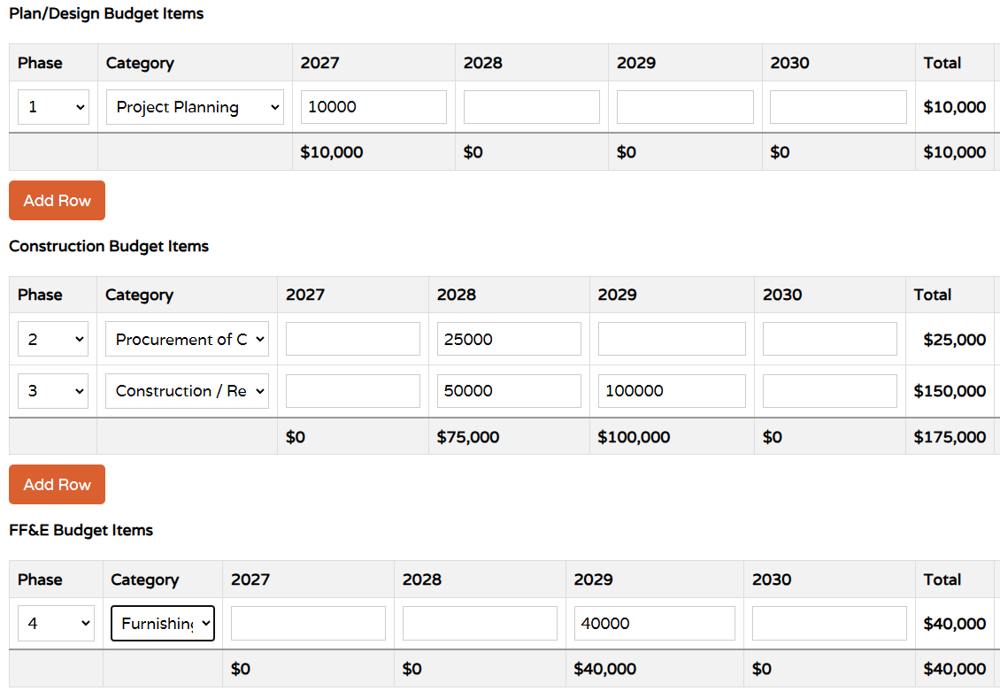 Plan/Design Budget Items
Phase Category 2027 2028 2029 2030 Total
1 Project Planning 10000 $10,000
$10,000 $0 $0 $0 $10,000
Add Row
Construction Budget Items
Phase Category 2027 2028 2029 2030 Total
2 Procurement of C 25000 $25,000
3 Construction / Re 50000 100000 $150,000
$0 $75,000 $100,000 $0 $175,000
Add Row
FF&E Budget Items
Phase Category 2027 2028 2029 2030 Total
4 Furnishing 40000 $40,000
$0 $0 $40,000 $0 $40,000